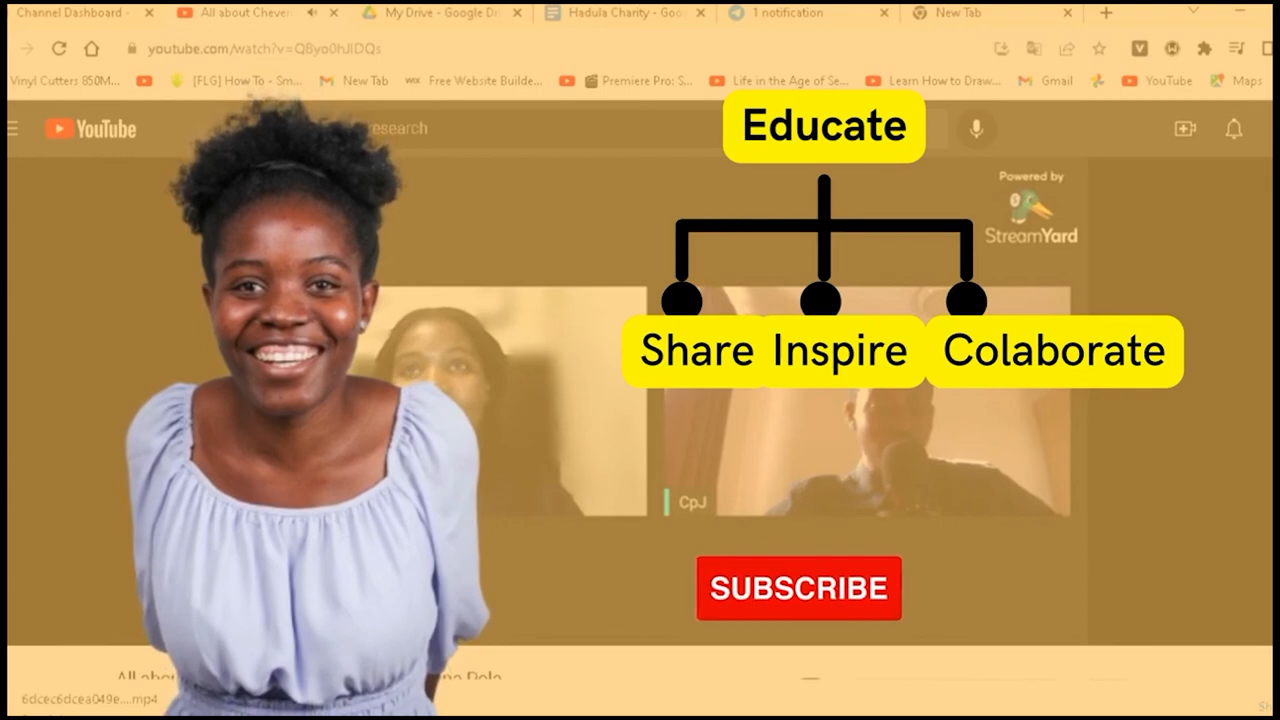 Channel Dashboard -
All about Cheven
My Drive - Google Dr
Hadula Charity - Goo
1 notification
New Tab
youtube.com/watch?v=QByo0hJIDQs
Vinyl Cutters 850M...
[FLG] How To - Sm...
New Tab
WIX
Free Website Builde...
Premiere Pro: S...
Life in the Age of Se...
Learn How to Draw...
Gmail
YouTube
Maps
YouTube
esearch
Educate
Powered by
StreamYard
Share
Inspire
Colaborate
CpJ
SUBSCRIBE
6dcec6dcea049e....mp4